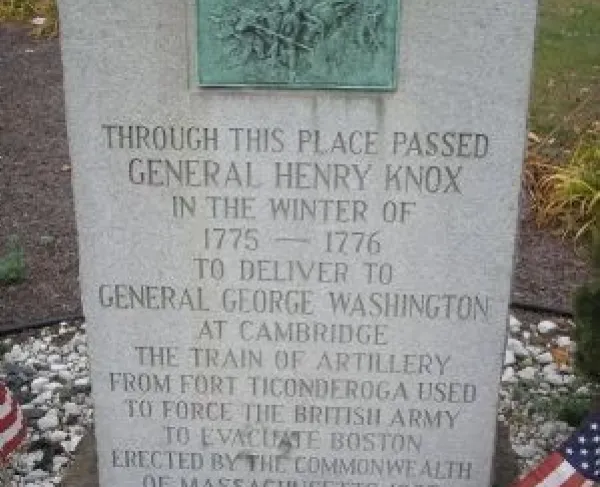 THROUGH THIS PLACE PASSED
GENERAL HENRY KNOX
IN THE WINTER OF
1775 — 1776
TO DELIVER TO
GENERAL GEORGE WASHINGTON
AT CAMBRIDGE
THE TRAIN OF ARTILLERY
FROM FORT TICONDEROGA USED
TO FORCE THE BRITISH ARMY
TO EVACUATE BOSTON
ERECTED BY THE COMMONWEALTH
OF MASSACHUSETTS